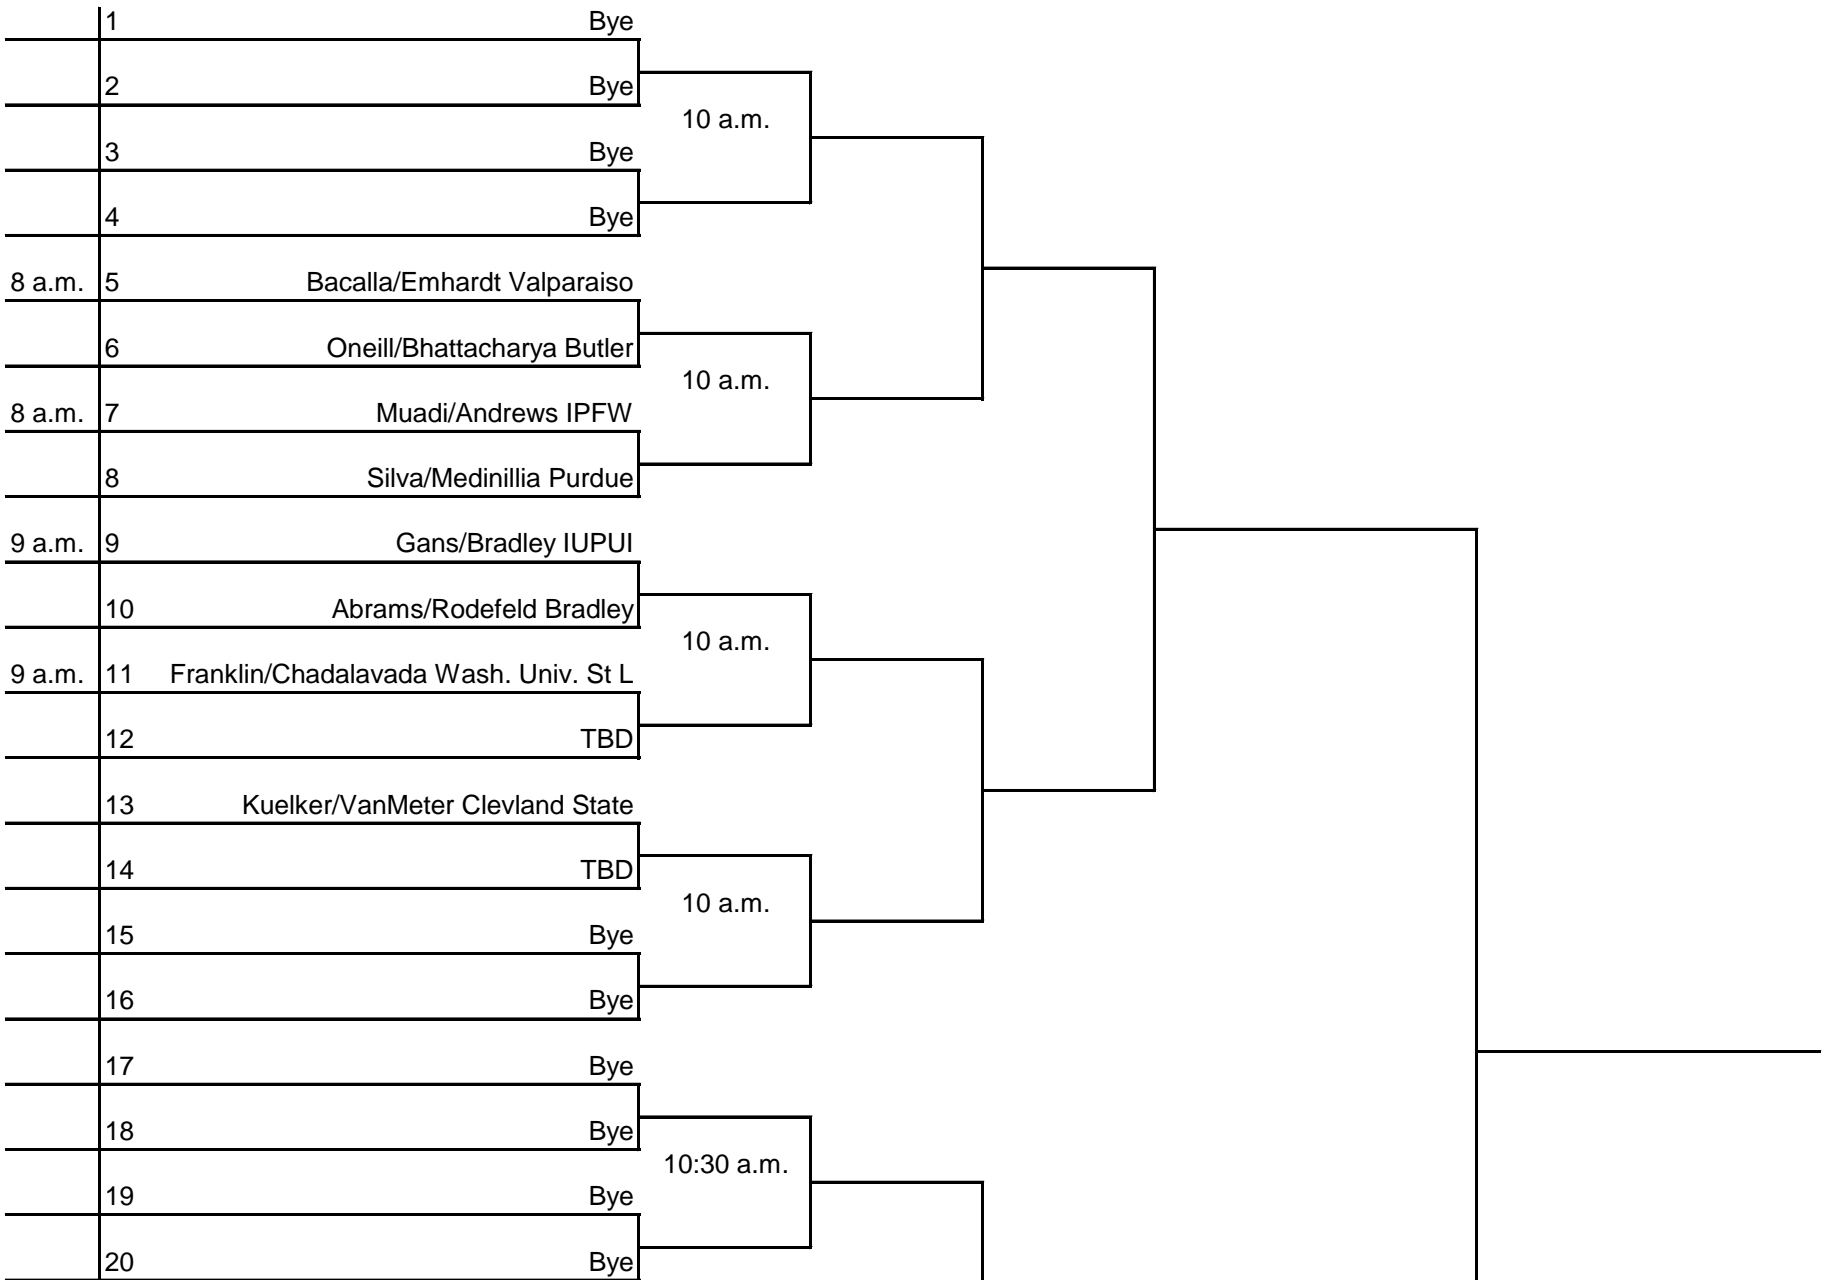 1 Bye
2 Bye
10 a.m.
3 Bye
4 Bye
8 a.m. 5 Bacalla/Emhardt Valparaiso
6 Oneill/Bhattacharya Butler
10 a.m.
8 a.m. 7 Muadi/Andrews IPFW
8 Silva/Medinillia Purdue
9 a.m. 9 Gans/Bradley IUPUI
10 Abrams/Rodefeld Bradley
10 a.m.
9 a.m. 11 Franklin/Chadalavada Wash. Univ. St L
12 TBD
13 Kuelker/VanMeter Clevland State
14 TBD
10 a.m.
15 Bye
16 Bye
17 Bye
18 Bye
10:30 a.m.
19 Bye
20 Bye